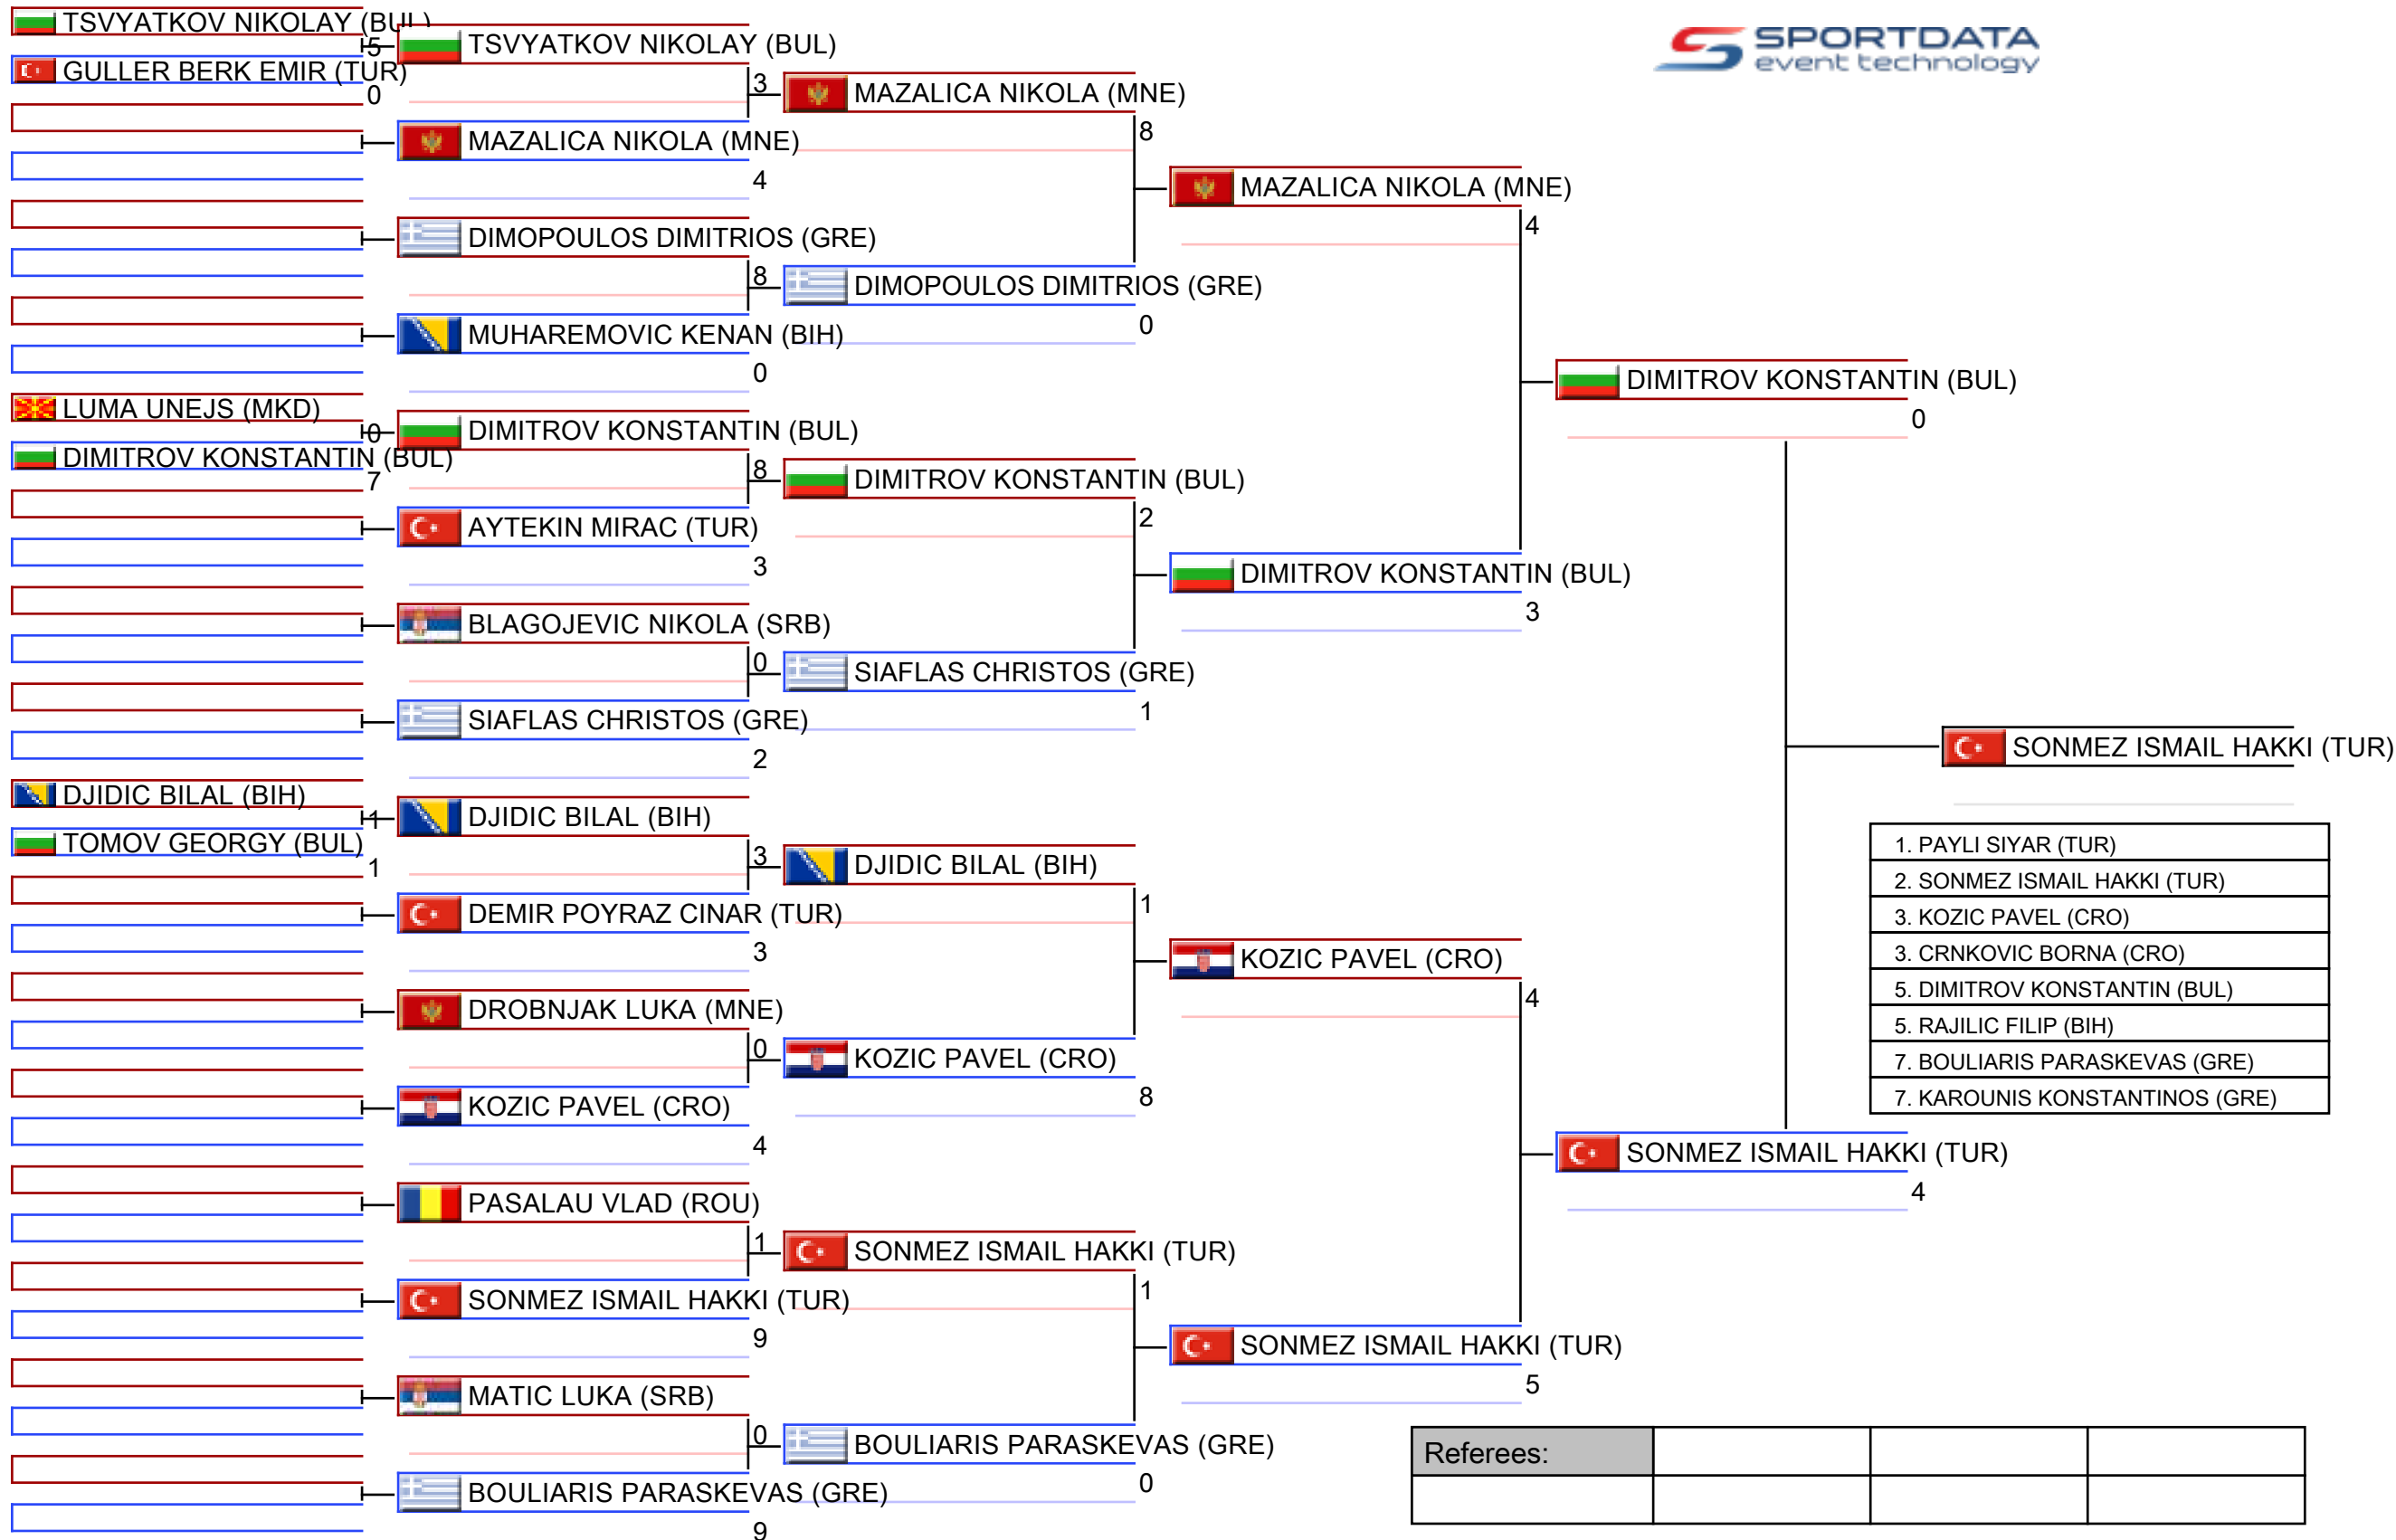 TSVYATKOV NIKOLAY (BUL)
5
GULLER BERK EMIR (TUR)
0
LUMA UNEJS (MKD)
0
DIMITROV KONSTANTIN (BUL)
7
DJIDIC BILAL (BIH)
1
TOMOV GEORGY (BUL)
1
TSVYATKOV NIKOLAY (BUL)
3
MAZALICA NIKOLA (MNE)
4
DIMOPOULOS DIMITRIOS (GRE)
8
MUHAREMOVIC KENAN (BIH)
0
DIMITROV KONSTANTIN (BUL)
8
AYTEKIN MIRAC (TUR)
3
BLAGOJEVIC NIKOLA (SRB)
0
SIAFLAS CHRISTOS (GRE)
2
DJIDIC BILAL (BIH)
3
DEMIR POYRAZ CINAR (TUR)
3
DROBNJAK LUKA (MNE)
0
KOZIC PAVEL (CRO)
4
PASALAU VLAD (ROU)
1
SONMEZ ISMAIL HAKKI (TUR)
9
MATIC LUKA (SRB)
0
BOULIARIS PARASKEVAS (GRE)
9
MAZALICA NIKOLA (MNE)
8
DIMOPOULOS DIMITRIOS (GRE)
0
DIMITROV KONSTANTIN (BUL)
2
SIAFLAS CHRISTOS (GRE)
1
DJIDIC BILAL (BIH)
1
KOZIC PAVEL (CRO)
8
SONMEZ ISMAIL HAKKI (TUR)
1
BOULIARIS PARASKEVAS (GRE)
0
MAZALICA NIKOLA (MNE)
4
DIMITROV KONSTANTIN (BUL)
3
KOZIC PAVEL (CRO)
4
SONMEZ ISMAIL HAKKI (TUR)
5
DIMITROV KONSTANTIN (BUL)
0
SONMEZ ISMAIL HAKKI (TUR)
4
SONMEZ ISMAIL HAKKI (TUR)
SPORTDATA
event technology
1. PAYLI SIYAR (TUR)
2. SONMEZ ISMAIL HAKKI (TUR)
3. KOZIC PAVEL (CRO)
3. CRNKOVIC BORNA (CRO)
5. DIMITROV KONSTANTIN (BUL)
5. RAJILIC FILIP (BIH)
7. BOULIARIS PARASKEVAS (GRE)
7. KAROUNIS KONSTANTINOS (GRE)
Referees: